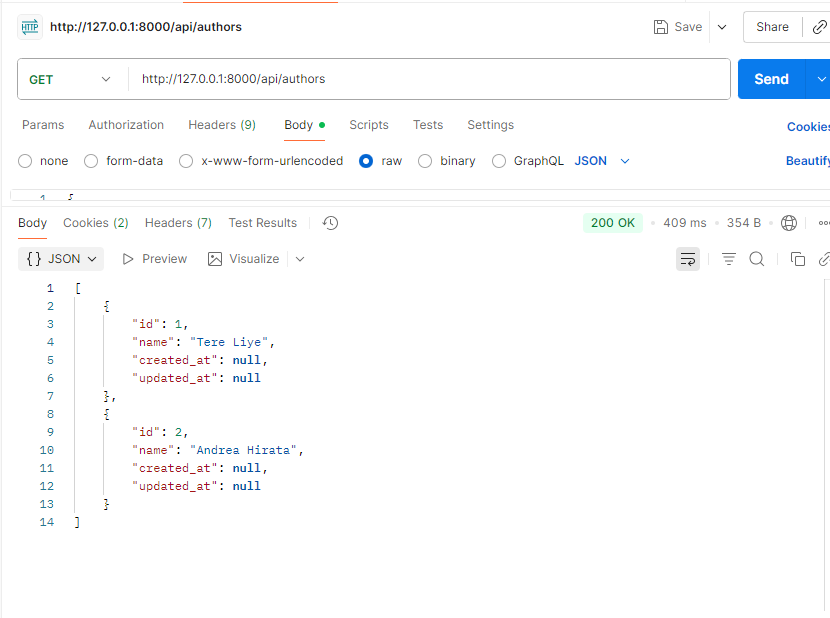 HTTP http://127.0.0.1:8000/api/authors Save Share
GET http://127.0.0.1:8000/api/authors Send
Params Authorization Headers (9) Body Scripts Tests Settings Cookies
none form-data x-www-form-urlencoded raw binary GraphQL JSON Beautify
1 {
Body Cookies (2) Headers (7) Test Results 200 OK • 409 ms • 354 B
{} JSON Preview Visualize
1 [
2 {
3 "id": 1,
4 "name": "Tere Liye",
5 "created_at": null,
6 "updated_at": null
7 },
8 {
9 "id": 2,
10 "name": "Andrea Hirata",
11 "created_at": null,
12 "updated_at": null
13 }
14 ]